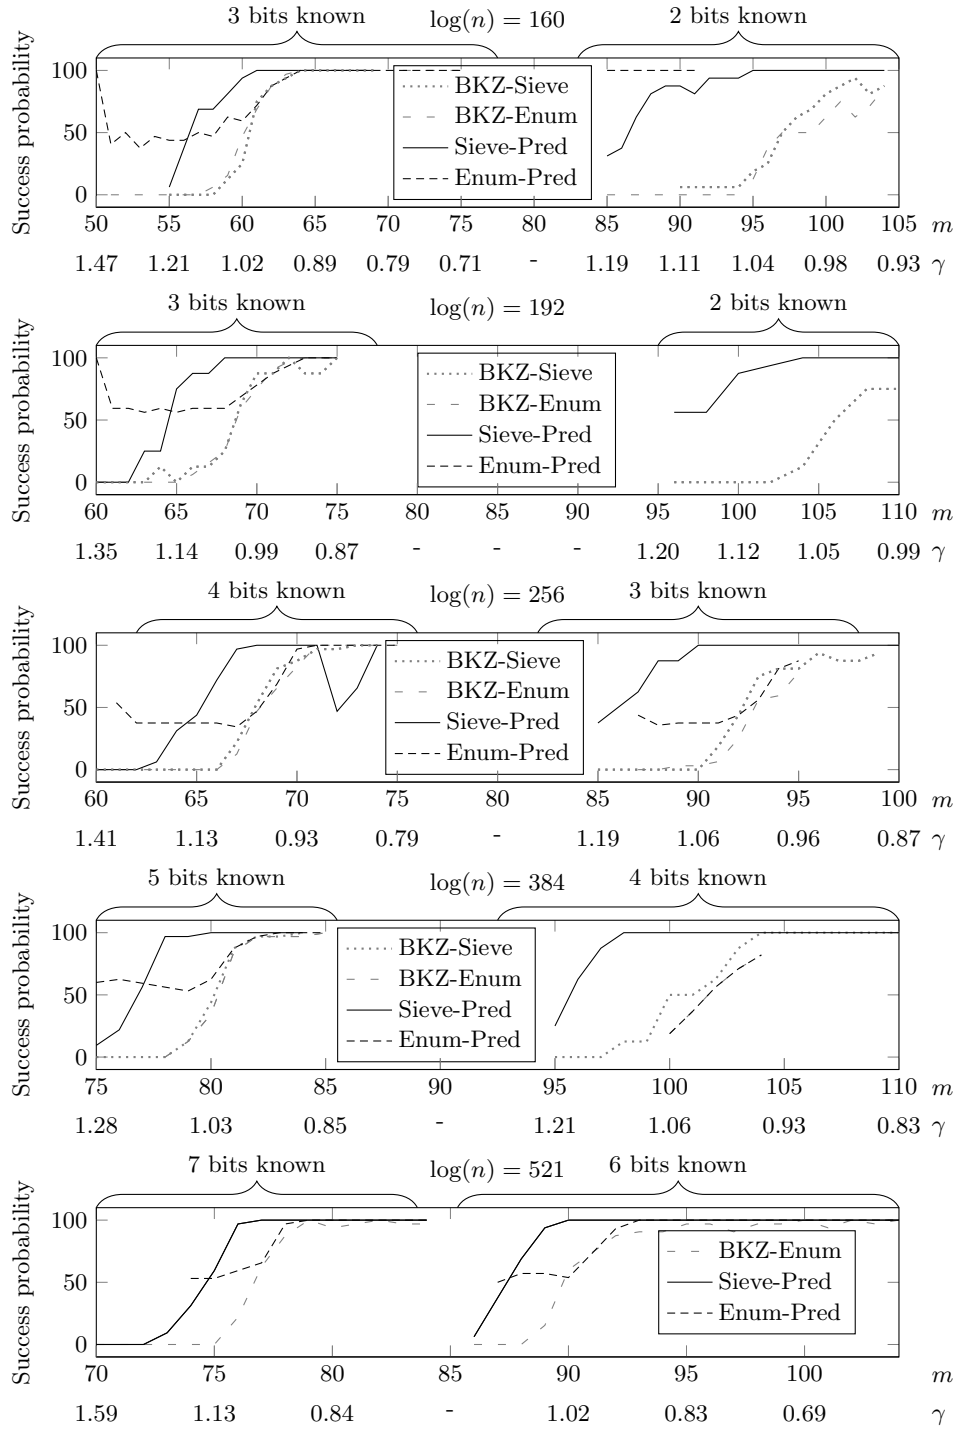 3 bits known log(n) = 160 2 bits known
Success probability
100
50
0
BKZ-Sieve
BKZ-Enum
Sieve-Pred
Enum-Pred
50 55 60 65 70 75 80 85 90 95 100 105 m
1.47 1.21 1.02 0.89 0.79 0.71 - 1.19 1.11 1.04 0.98 0.93 γ
3 bits known log(n) = 192 2 bits known
Success probability
100
50
0
BKZ-Sieve
BKZ-Enum
Sieve-Pred
Enum-Pred
60 65 70 75 80 85 90 95 100 105 110 m
1.35 1.14 0.99 0.87 - - - 1.20 1.12 1.05 0.99 γ
4 bits known log(n) = 256 3 bits known
Success probability
100
50
0
BKZ-Sieve
BKZ-Enum
Sieve-Pred
Enum-Pred
60 65 70 75 80 85 90 95 100 m
1.41 1.13 0.93 0.79 - 1.19 1.06 0.96 0.87 γ
5 bits known log(n) = 384 4 bits known
Success probability
100
50
0
BKZ-Sieve
BKZ-Enum
Sieve-Pred
Enum-Pred
75 80 85 90 95 100 105 110 m
1.28 1.03 0.85 - 1.21 1.06 0.93 0.83 γ
7 bits known log(n) = 521 6 bits known
Success probability
100
50
0
BKZ-Enum
Sieve-Pred
Enum-Pred
70 75 80 85 90 95 100 m
1.59 1.13 0.84 - 1.02 0.83 0.69 γ